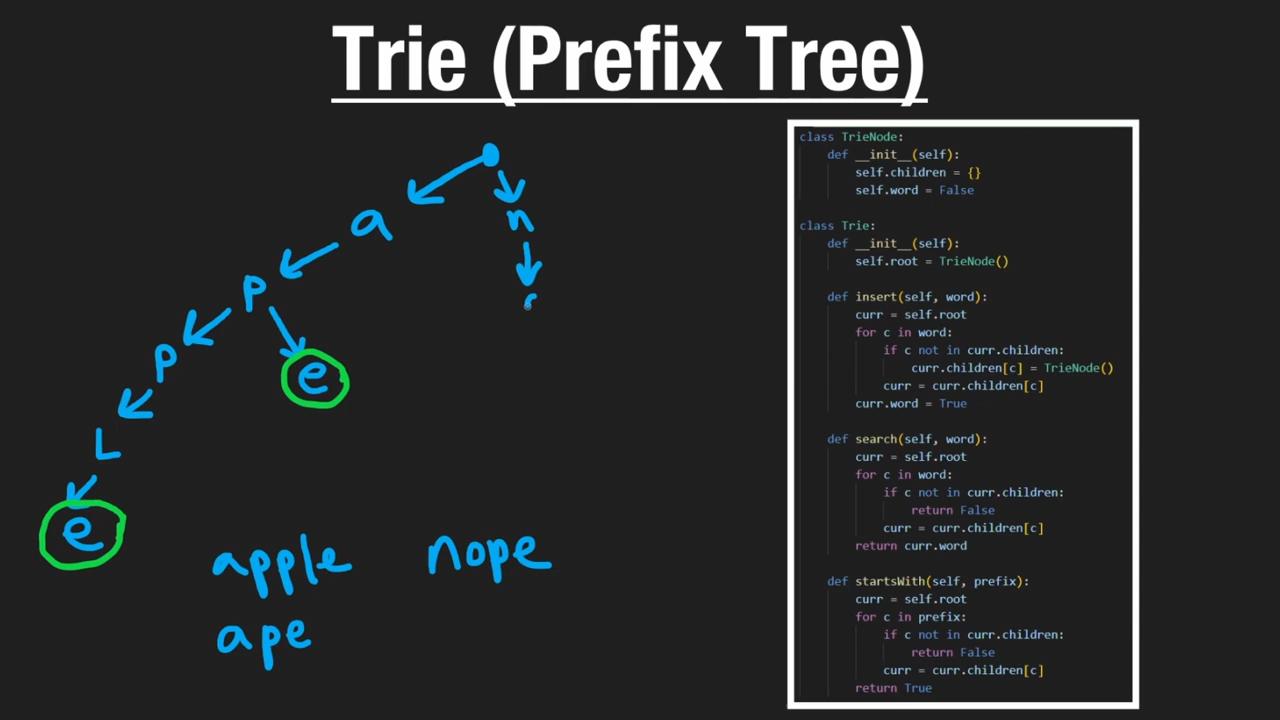 Trie (Prefix Tree)
a
n
p
p
e
L
e
apple
nope
ape
class TrieNode:
    def __init__(self):
        self.children = {}
        self.word = False
class Trie:
    def __init__(self):
        self.root = TrieNode()
    def insert(self, word):
        curr = self.root
        for c in word:
            if c not in curr.children:
                curr.children[c] = TrieNode()
            curr = curr.children[c]
        curr.word = True
    def search(self, word):
        curr = self.root
        for c in word:
            if c not in curr.children:
                return False
            curr = curr.children[c]
        return curr.word
    def startsWith(self, prefix):
        curr = self.root
        for c in prefix:
            if c not in curr.children:
                return False
            curr = curr.children[c]
        return True